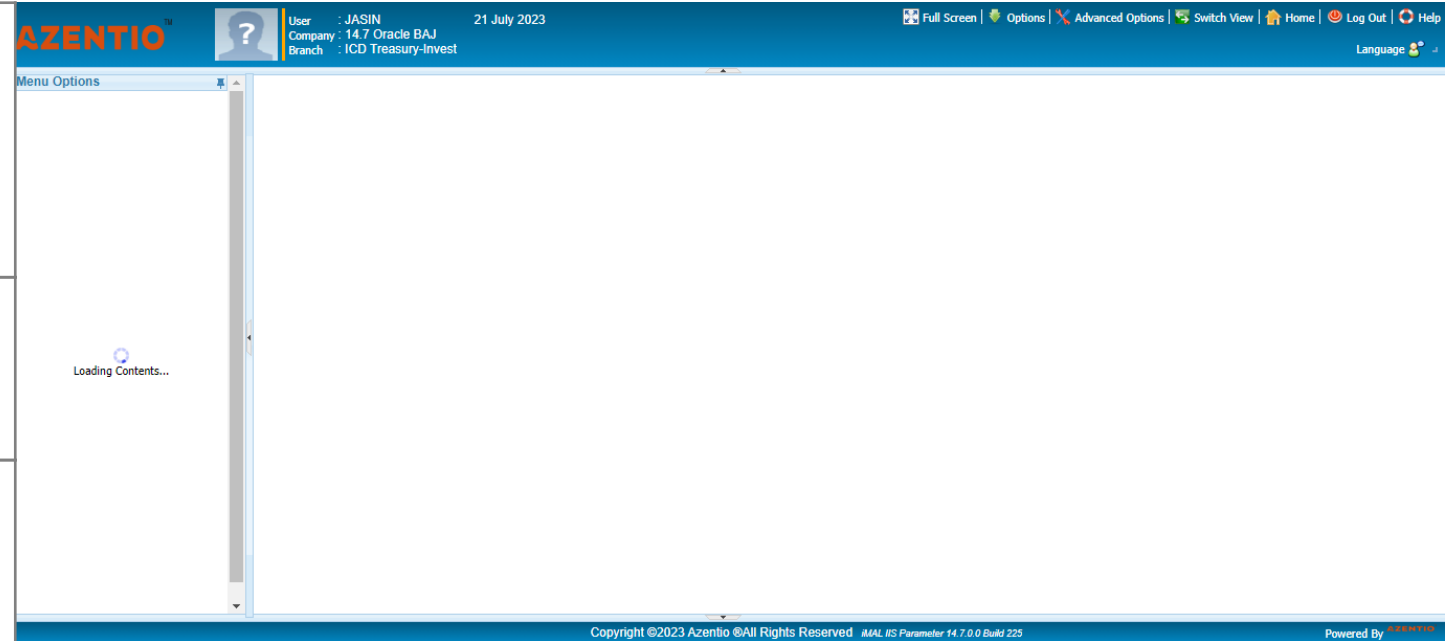 AZENTIO TM
?
User : JASIN 21 July 2023
Company : 14.7 Oracle BAJ
Branch : ICD Treasury-Invest
Full Screen | Options | Advanced Options | Switch View | Home | Log Out | Help
Language
Menu Options
Loading Contents...
Copyright ©2023 Azentio ®All Rights Reserved iMAL IIS Parameter 14.7.0.0 Build 225
Powered By AZENTIO